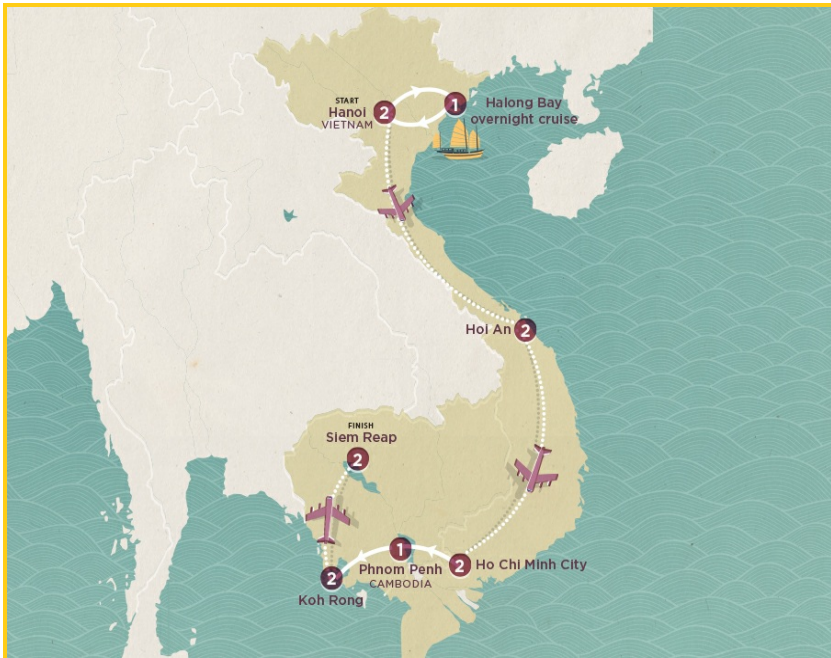 START
Hanoi
VIETNAM
2
1
Halong Bay
overnight cruise
Hoi An
2
FINISH
Siem Reap
2
1
Phnom Penh
CAMBODIA
2
Ho Chi Minh City
2
Koh Rong